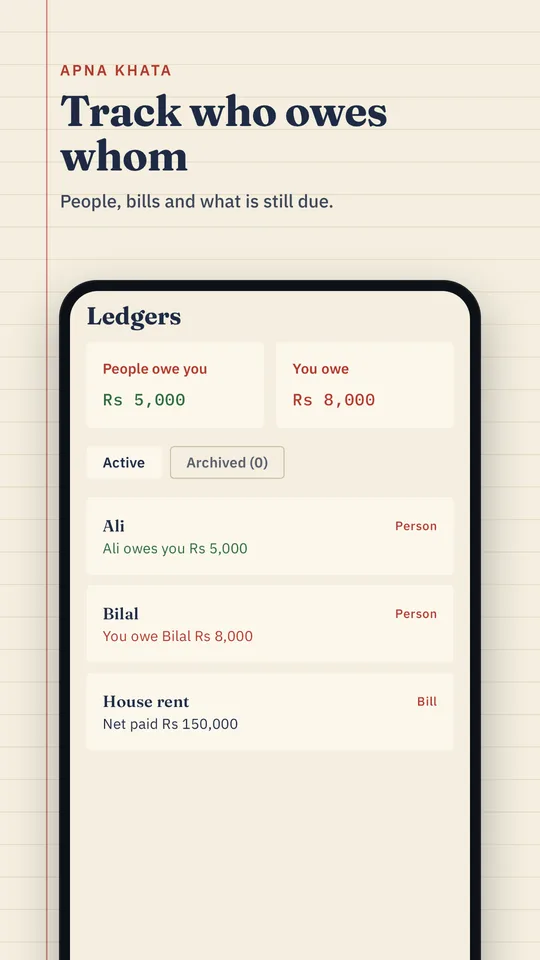 APNA KHATA
Track who owes
whom
People, bills and what is still due.
Ledgers
People owe you
Rs 5,000
You owe
Rs 8,000
Active
Archived (0)
Ali
Person
Ali owes you Rs 5,000
Bilal
Person
You owe Bilal Rs 8,000
House rent
Bill
Net paid Rs 150,000